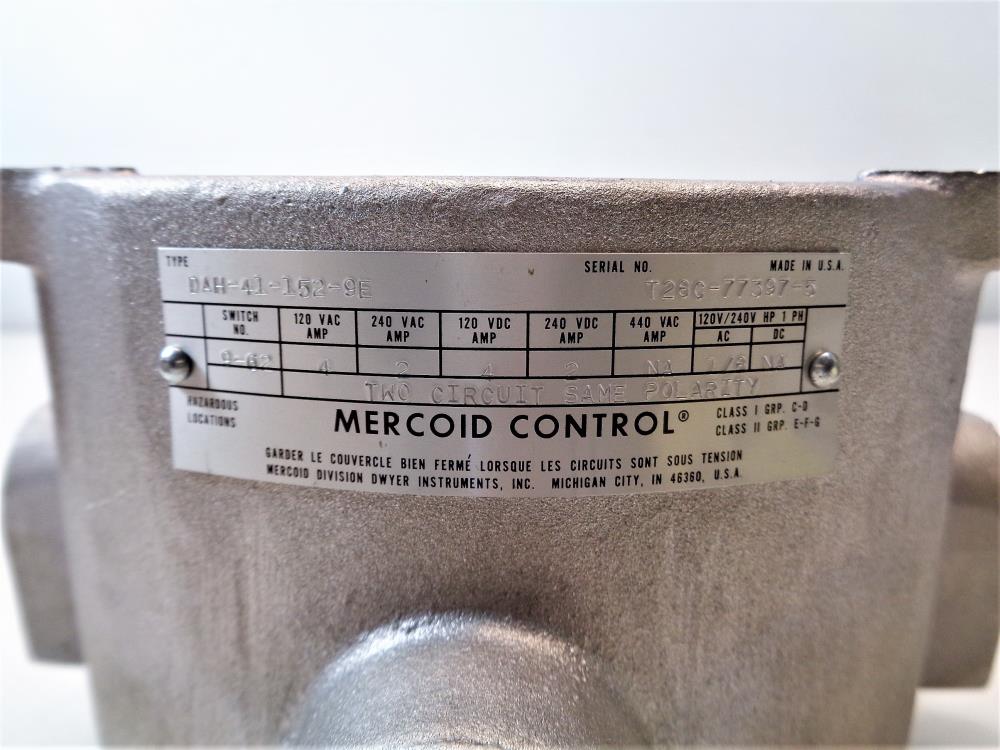 TYPE SERIAL NO. MADE IN U.S.A.
DAH-41-152-9E T26C-77397-5
SWITCH NO. 120 VAC AMP 240 VAC AMP 120 VDC AMP 240 VDC AMP 440 VAC AMP 120V/240V HP 1 PH
AC DC
9-62 4 2 4 2 NA 1/8 NA
TWO CIRCUIT SAME POLARITY
HAZARDOUS LOCATIONS MERCOID CONTROL® CLASS I GRP. C-D
CLASS II GRP. E-F-G
GARDER LE COUVERCLE BIEN FERMÉ LORSQUE LES CIRCUITS SONT SOUS TENSION
MERCOID DIVISION DWYER INSTRUMENTS, INC. MICHIGAN CITY, IN 46360, U.S.A.